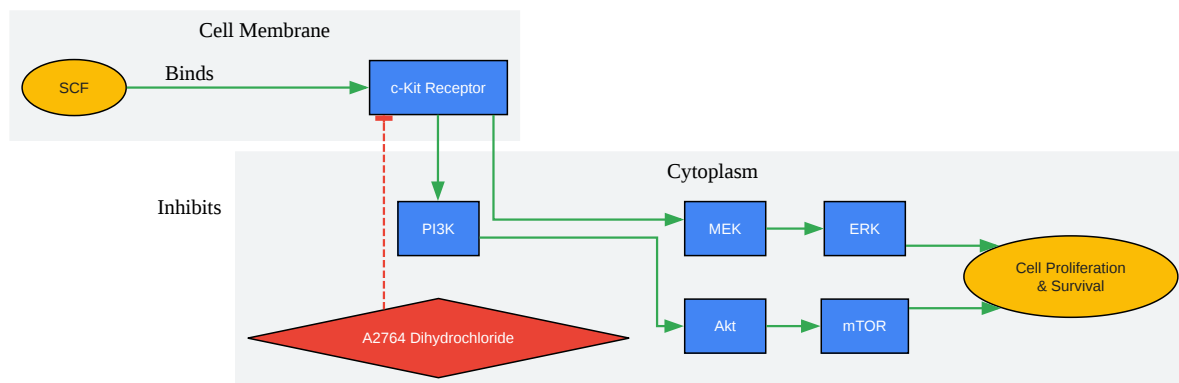 Cell Membrane
Binds
SCF
c-Kit Receptor
Cytoplasm
Inhibits
PI3K
MEK
ERK
Cell Proliferation
& Survival
Akt
mTOR
A2764 Dihydrochloride